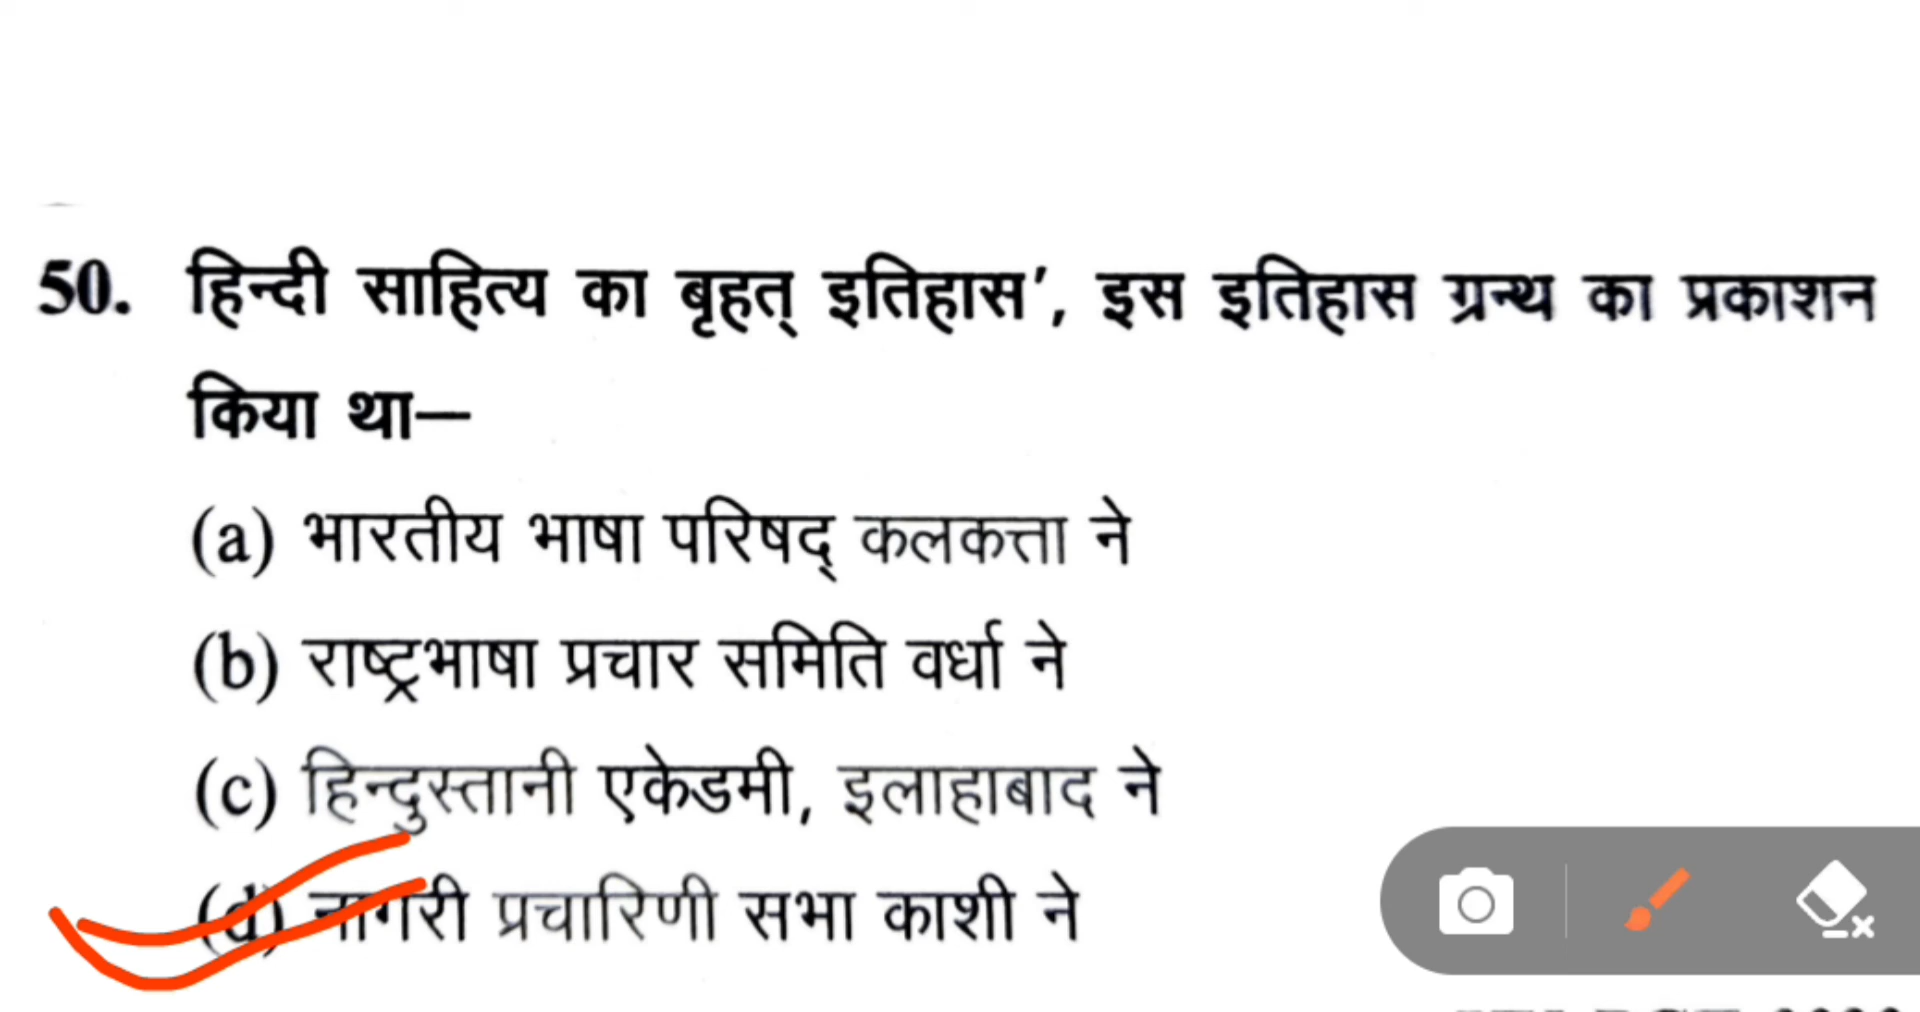 50. हिन्दी साहित्य का बृहत् इतिहास’, इस इतिहास ग्रन्थ का प्रकाशन
किया था—
(a) भारतीय भाषा परिषद् कलकत्ता ने
(b) राष्ट्रभाषा प्रचार समिति वर्धा ने
(c) हिन्दुस्तानी एकेडमी, इलाहाबाद ने
(d) नागरी प्रचारिणी सभा काशी ने